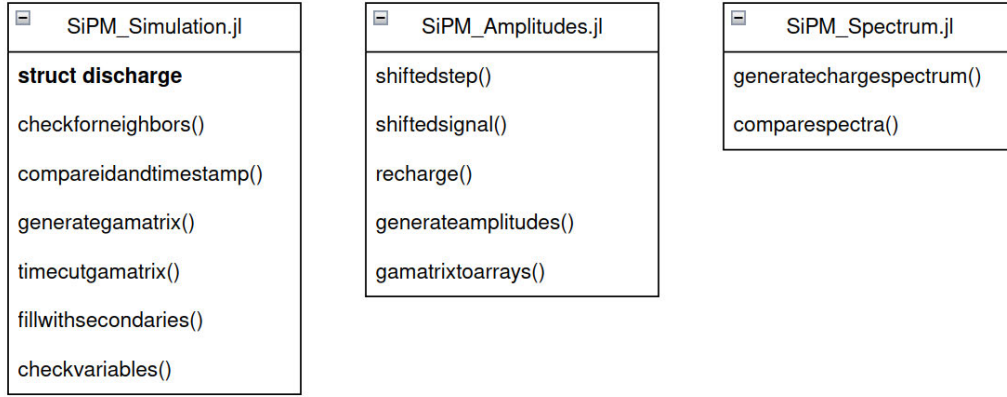 SiPM_Simulation.jl
struct discharge
checkforneighbors()
compareidandtimestamp()
generategamatrix()
timecutgamatrix()
fillwithsecondaries()
checkvariables()
SiPM_Amplitudes.jl
shiftedstep()
shiftedsignal()
recharge()
generateamplitudes()
gamatrixtoarrays()
SiPM_Spectrum.jl
generatechargespectrum()
comparespectra()